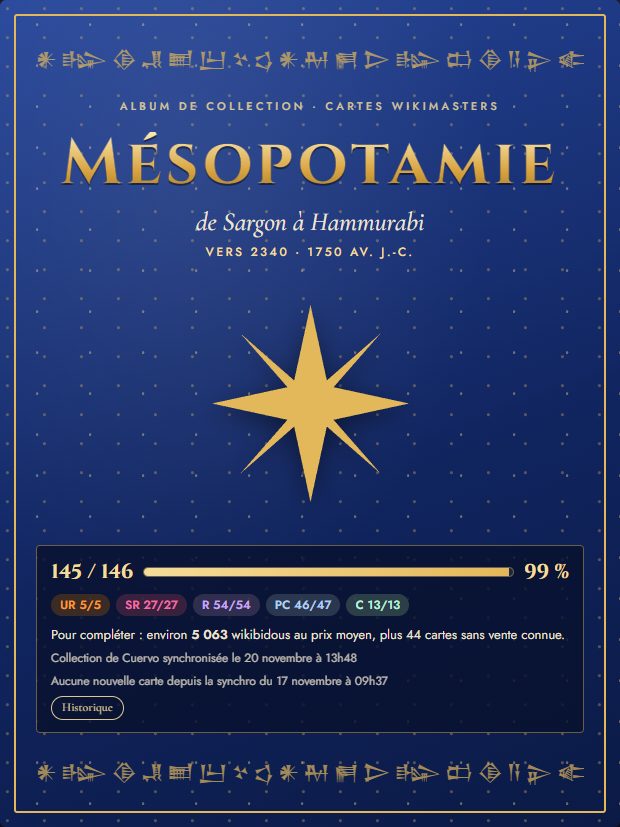 ALBUM DE COLLECTION · CARTES WIKIMASTERS
MÉSOPOTAMIE
de Sargon à Hammurabi
VERS 2340 - 1750 AV. J.-C.
145 / 146 99 %
UR 5/5 SR 27/27 R 54/54 PC 46/47 C 13/13
Pour compléter : environ 5 063 wikibidous au prix moyen, plus 44 cartes sans vente connue.
Collection de Cuervo synchronisée le 20 novembre à 13h48
Aucune nouvelle carte depuis la synchro du 17 novembre à 09h37
Historique